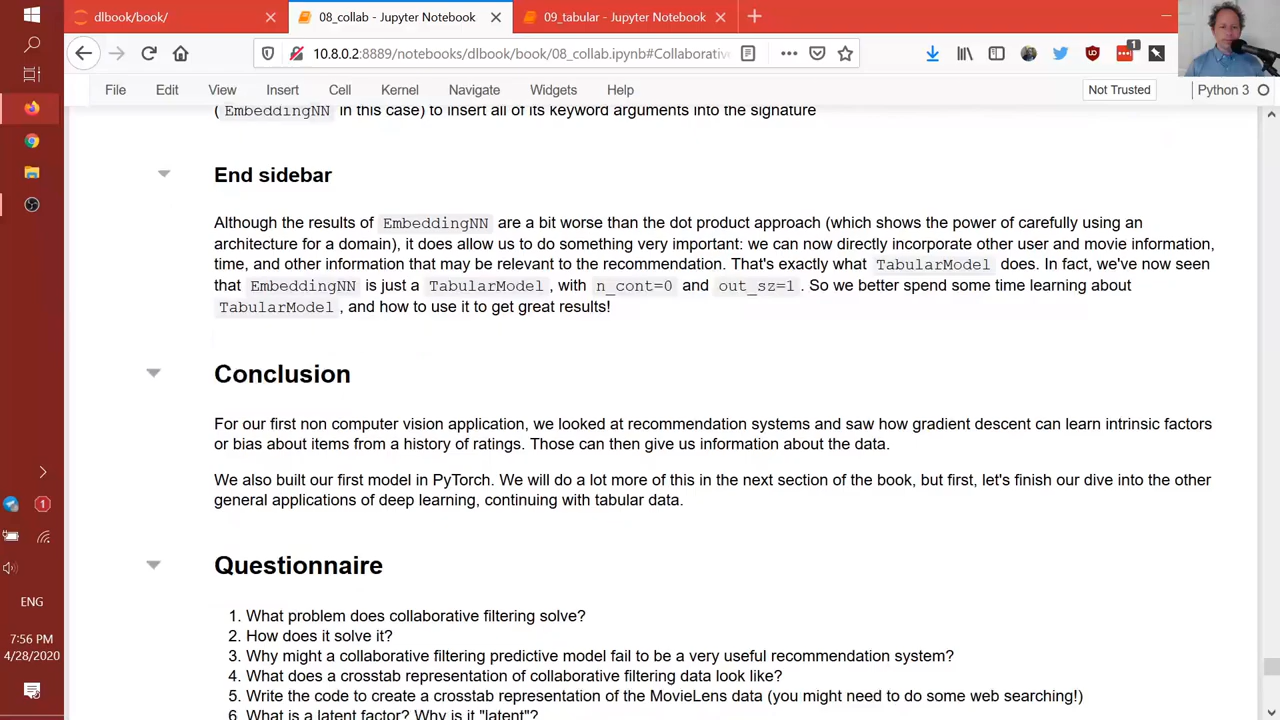 dlbook/book/
08_collab - Jupyter Notebook
09_tabular - Jupyter Notebook
10.8.0.2:8889/notebooks/dlbook/book/08_collab.ipynb#Collaborative
1
File Edit View Insert Cell Kernel Navigate Widgets Help
Not Trusted
Python 3
(EmbeddingNN in this case) to insert all of its keyword arguments into the signature
End sidebar
Although the results of EmbeddingNN are a bit worse than the dot product approach (which shows the power of carefully using an
architecture for a domain), it does allow us to do something very important: we can now directly incorporate other user and movie information,
time, and other information that may be relevant to the recommendation. That's exactly what TabularModel does. In fact, we've now seen
that EmbeddingNN is just a TabularModel, with n_cont=0 and out_sz=1. So we better spend some time learning about
TabularModel, and how to use it to get great results!
Conclusion
For our first non computer vision application, we looked at recommendation systems and saw how gradient descent can learn intrinsic factors
or bias about items from a history of ratings. Those can then give us information about the data.
We also built our first model in PyTorch. We will do a lot more of this in the next section of the book, but first, let's finish our dive into the other
general applications of deep learning, continuing with tabular data.
Questionnaire
1. What problem does collaborative filtering solve?
2. How does it solve it?
3. Why might a collaborative filtering predictive model fail to be a very useful recommendation system?
4. What does a crosstab representation of collaborative filtering data look like?
5. Write the code to create a crosstab representation of the MovieLens data (you might need to do some web searching!)
6. What is a latent factor? Why is it "latent"?
1
ENG
7:56 PM
4/28/2020